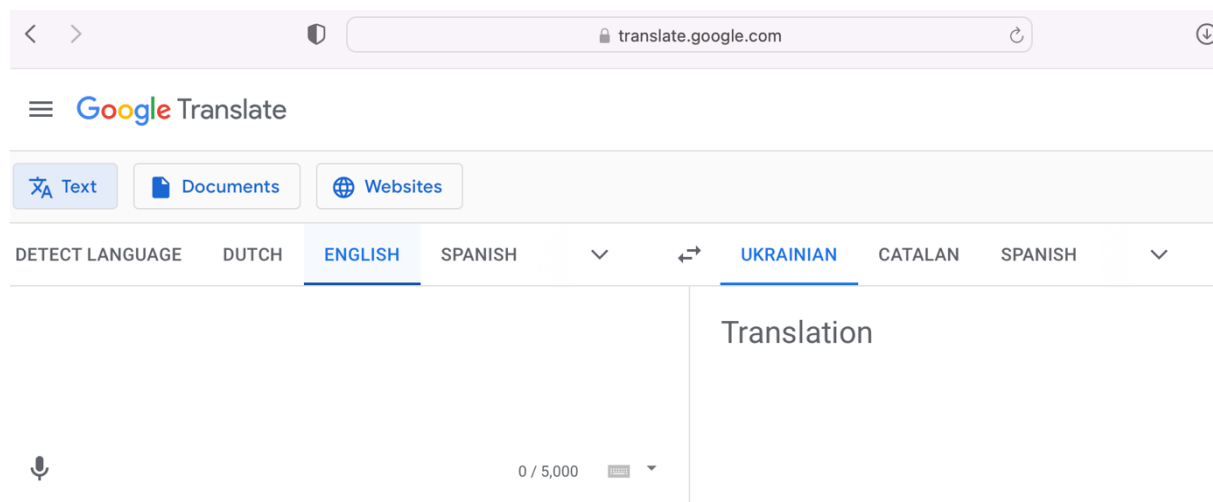 translate.google.com
Google Translate
Text Documents Websites
DETECT LANGUAGE DUTCH ENGLISH SPANISH UKRAINIAN CATALAN SPANISH
Translation
0 / 5,000